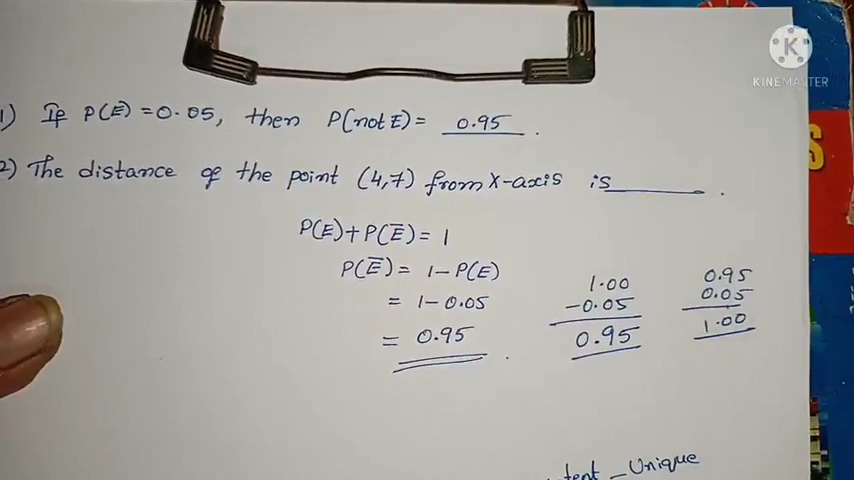 K
KINEMASTER
1) If P(E) = 0.05, then P(not E) = 0.95 .
2) The distance of the point (4,7) from X-axis is ______ .
P(E) + P(E̅) = 1
P(E̅) = 1 - P(E)
= 1 - 0.05
= 0.95
1.00
-0.05
0.95
0.95
0.05
1.00
- Unique